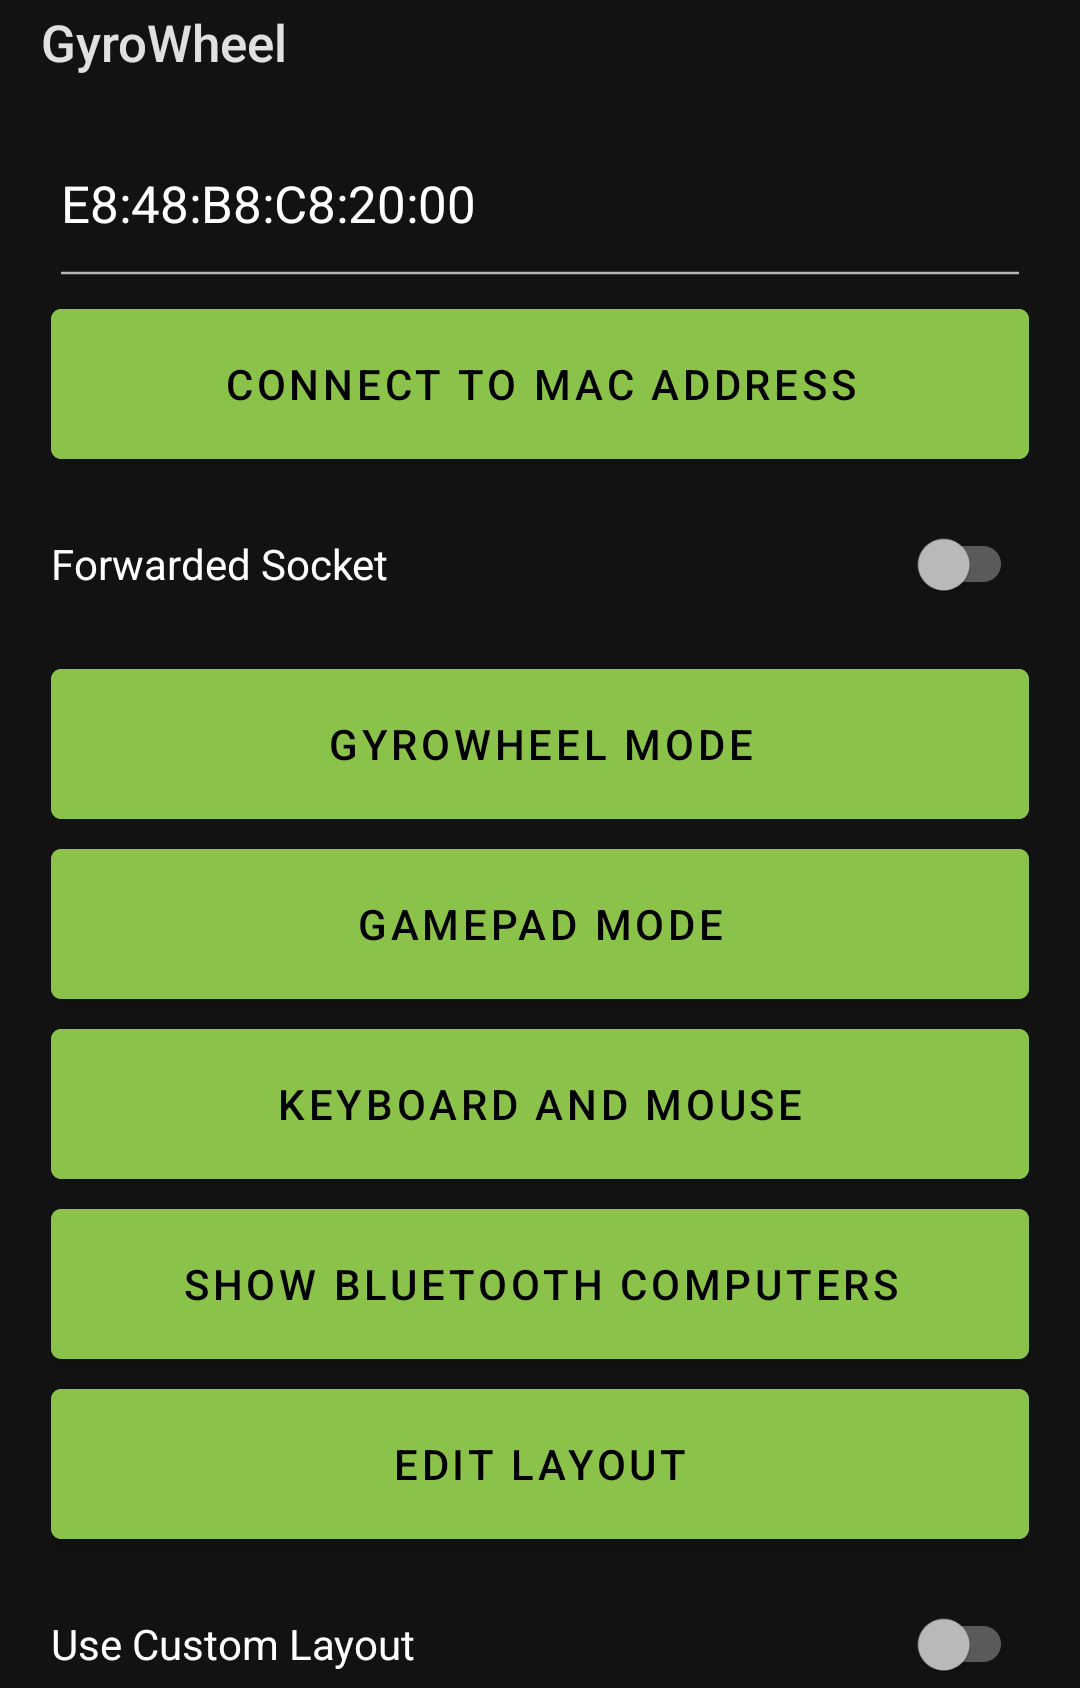 GyroWheel
E8:48:B8:C8:20:00
CONNECT TO MAC ADDRESS
Forwarded Socket
GYROWHEEL MODE
GAMEPAD MODE
KEYBOARD AND MOUSE
SHOW BLUETOOTH COMPUTERS
EDIT LAYOUT
Use Custom Layout